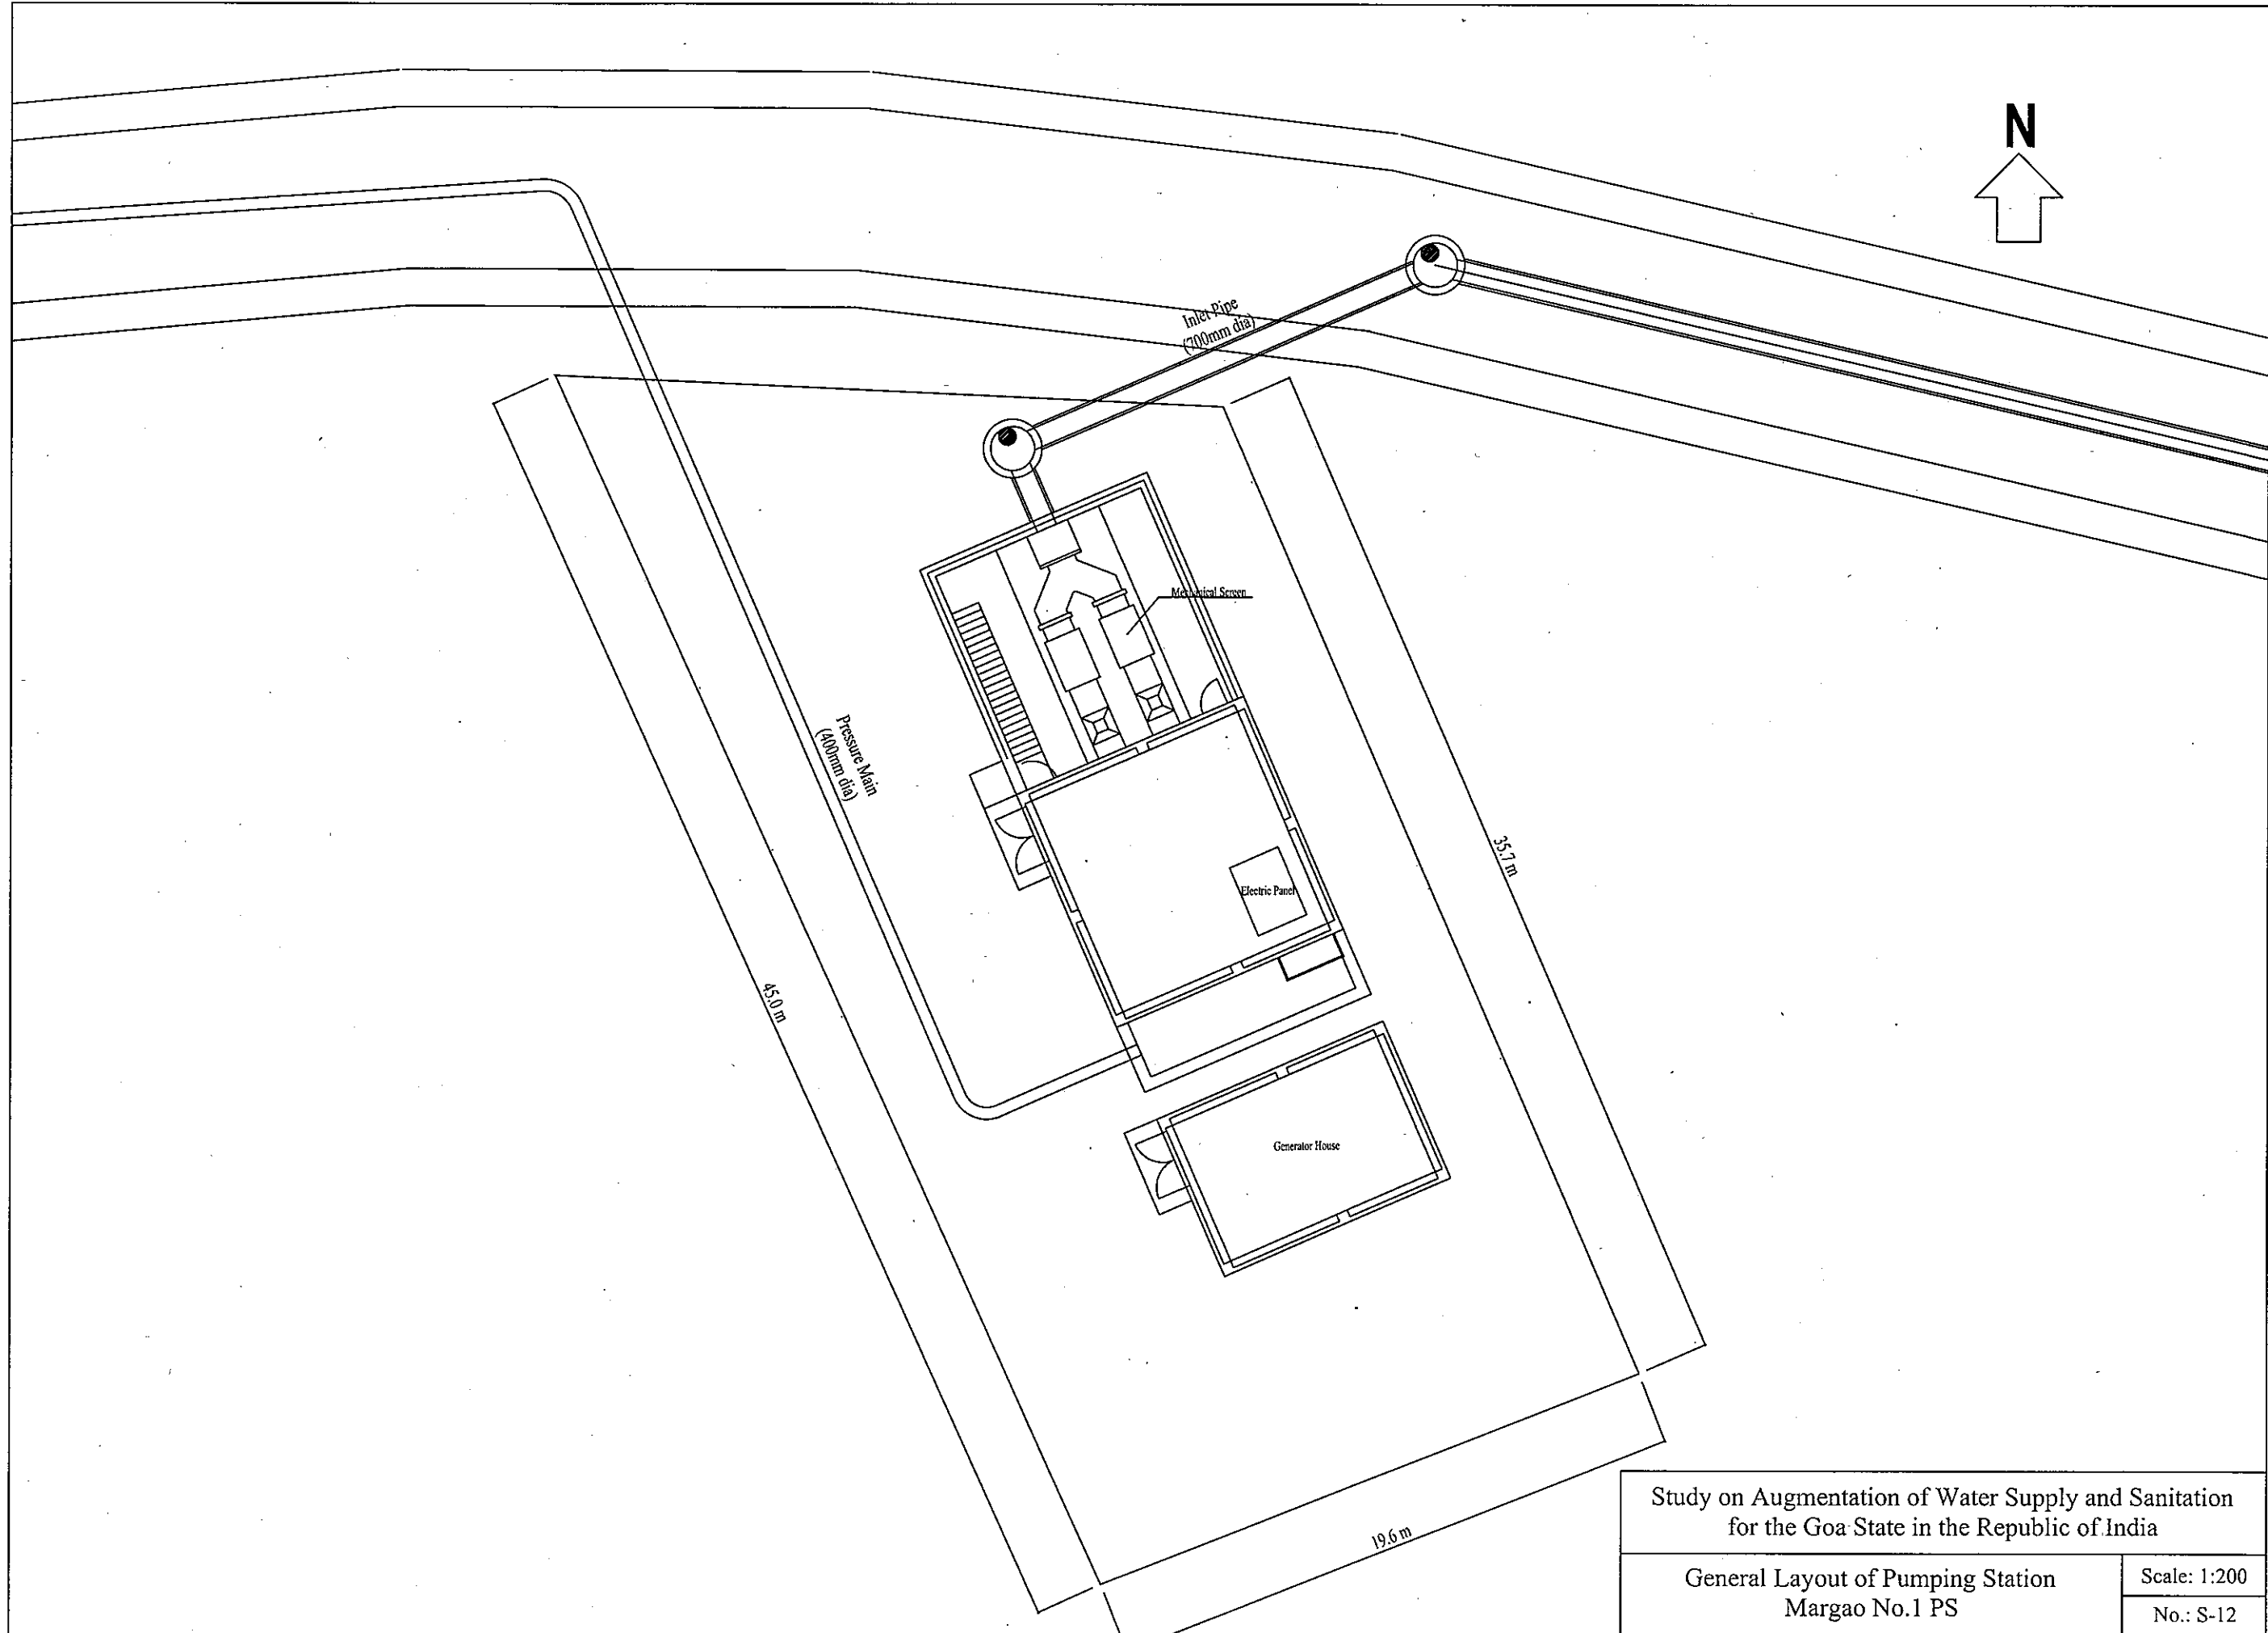 N
Inlet Pipe
(700mm dia)
Mechanical Screen
Pressure Main
(400mm dia)
35.7 m
Electric Panel
45.0 m
Generator House
19.6 m
Study on Augmentation of Water Supply and Sanitation
for the Goa State in the Republic of India
General Layout of Pumping Station
Margao No.1 PS
Scale: 1:200
No.: S-12